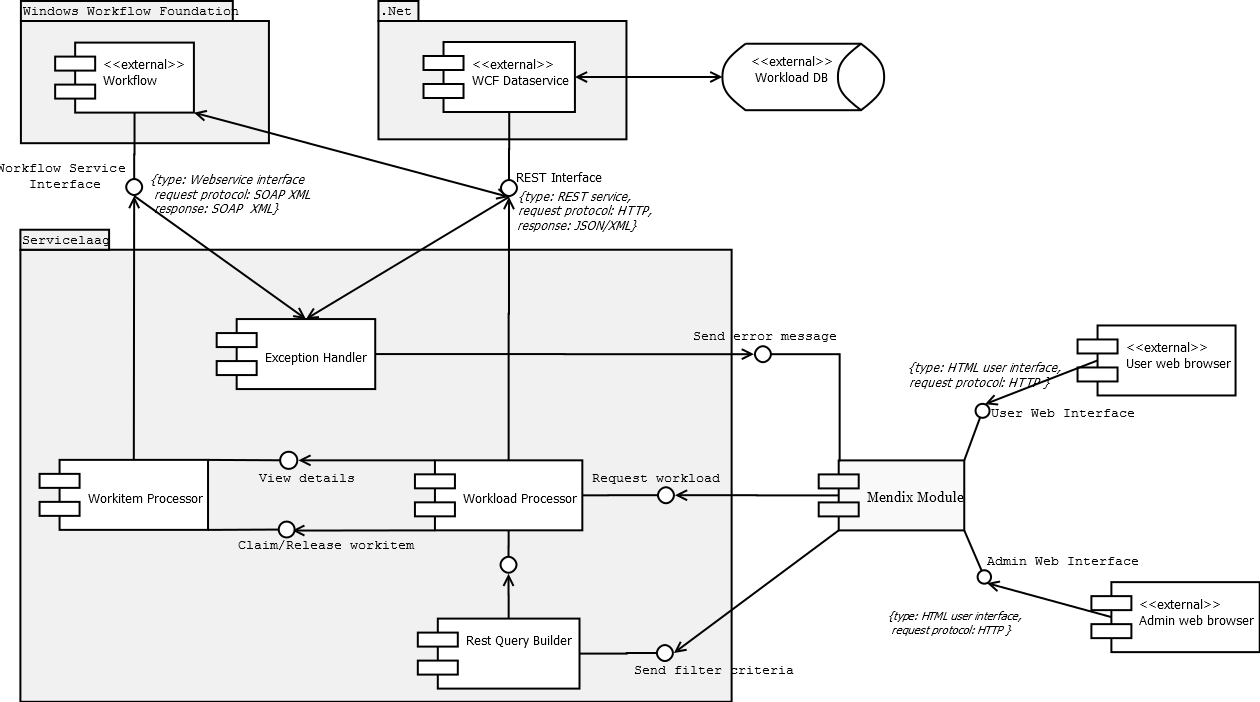 Windows Workflow Foundation
.Net
<<external>>
Workflow
<<external>>
WCF Dataservice
<<external>>
Workload DB
Workflow Service
Interface
{type: Webservice interface
request protocol: SOAP XML
response: SOAP  XML}
REST Interface
{type: REST service,
request protocol: HTTP,
response: JSON/XML}
Servicelaag
Exception Handler
Send error message
<<external>>
User web browser
{type: HTML user interface,
request protocol: HTTP }
User Web Interface
Workitem Processor
View details
Claim/Release workitem
Workload Processor
Request workload
Mendix Module
Admin Web Interface
<<external>>
Admin web browser
{type: HTML user interface,
request protocol: HTTP }
Rest Query Builder
Send filter criteria